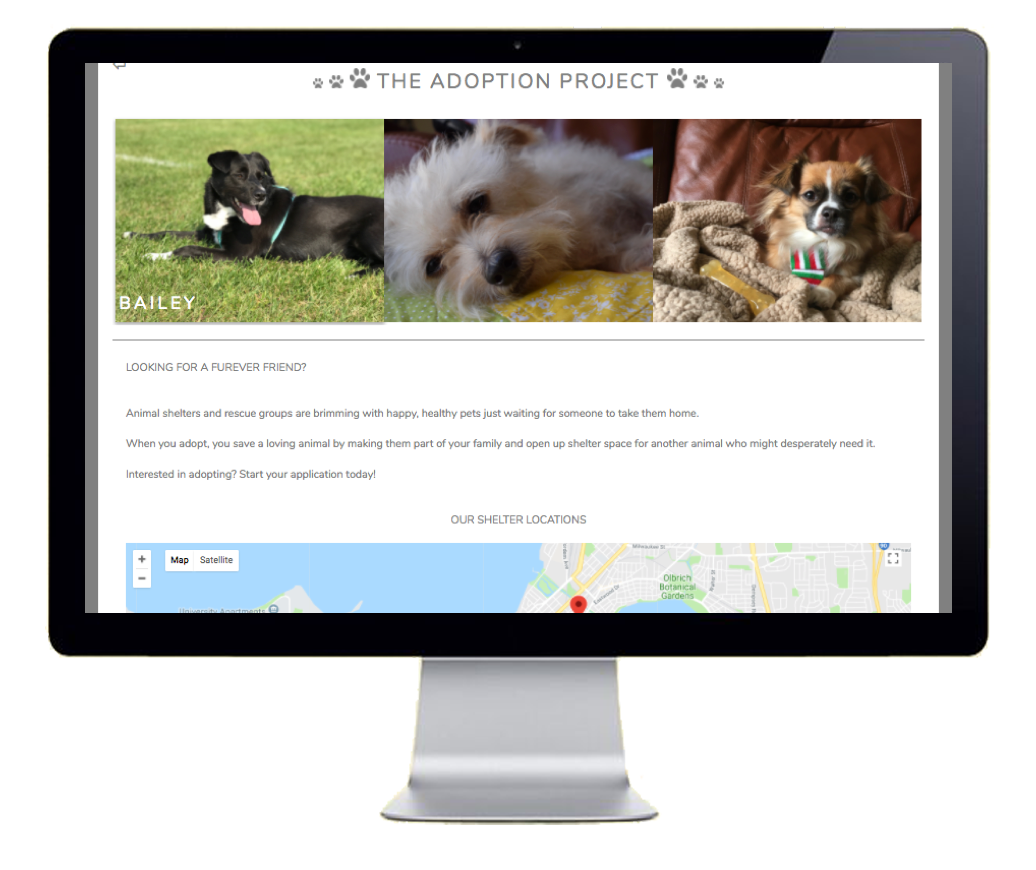 THE ADOPTION PROJECT
BAILEY
LOOKING FOR A FUREVER FRIEND?
Animal shelters and rescue groups are brimming with happy, healthy pets just waiting for someone to take them home.
When you adopt, you save a loving animal by making them part of your family and open up shelter space for another animal who might desperately need it.
Interested in adopting? Start your application today!
OUR SHELTER LOCATIONS
Milwaukee St
+ Map Satellite
Olbrich
Botanical
Gardens
−
University Apartments